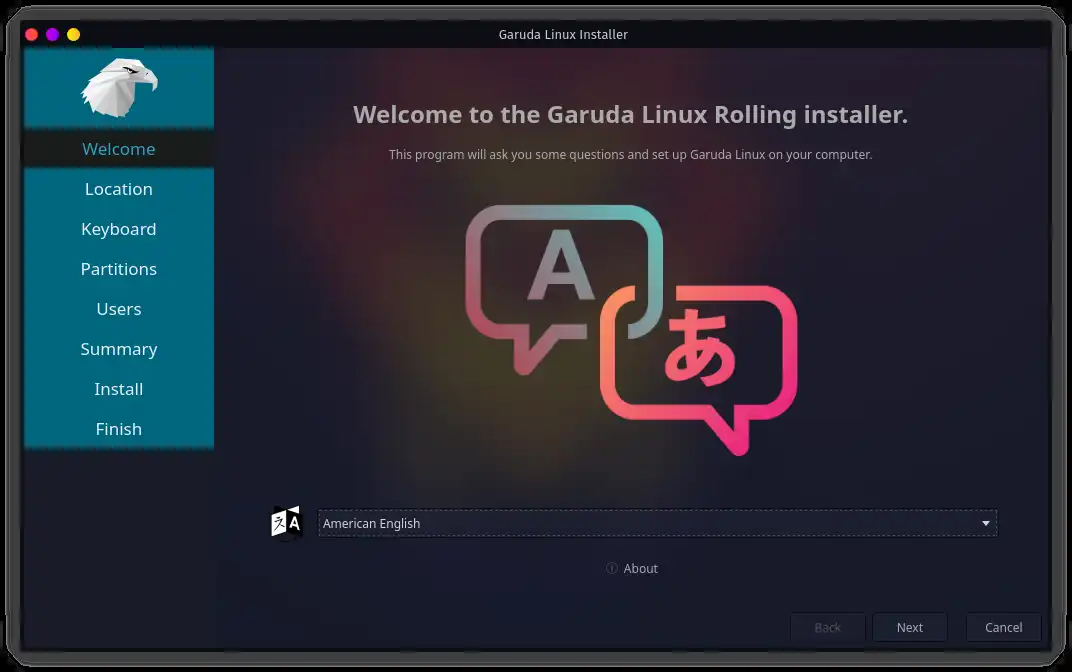 Garuda Linux Installer
Welcome
Location
Keyboard
Partitions
Users
Summary
Install
Finish
Welcome to the Garuda Linux Rolling installer.
This program will ask you some questions and set up Garuda Linux on your computer.
A
あ
A
American English
About
Back
Next
Cancel